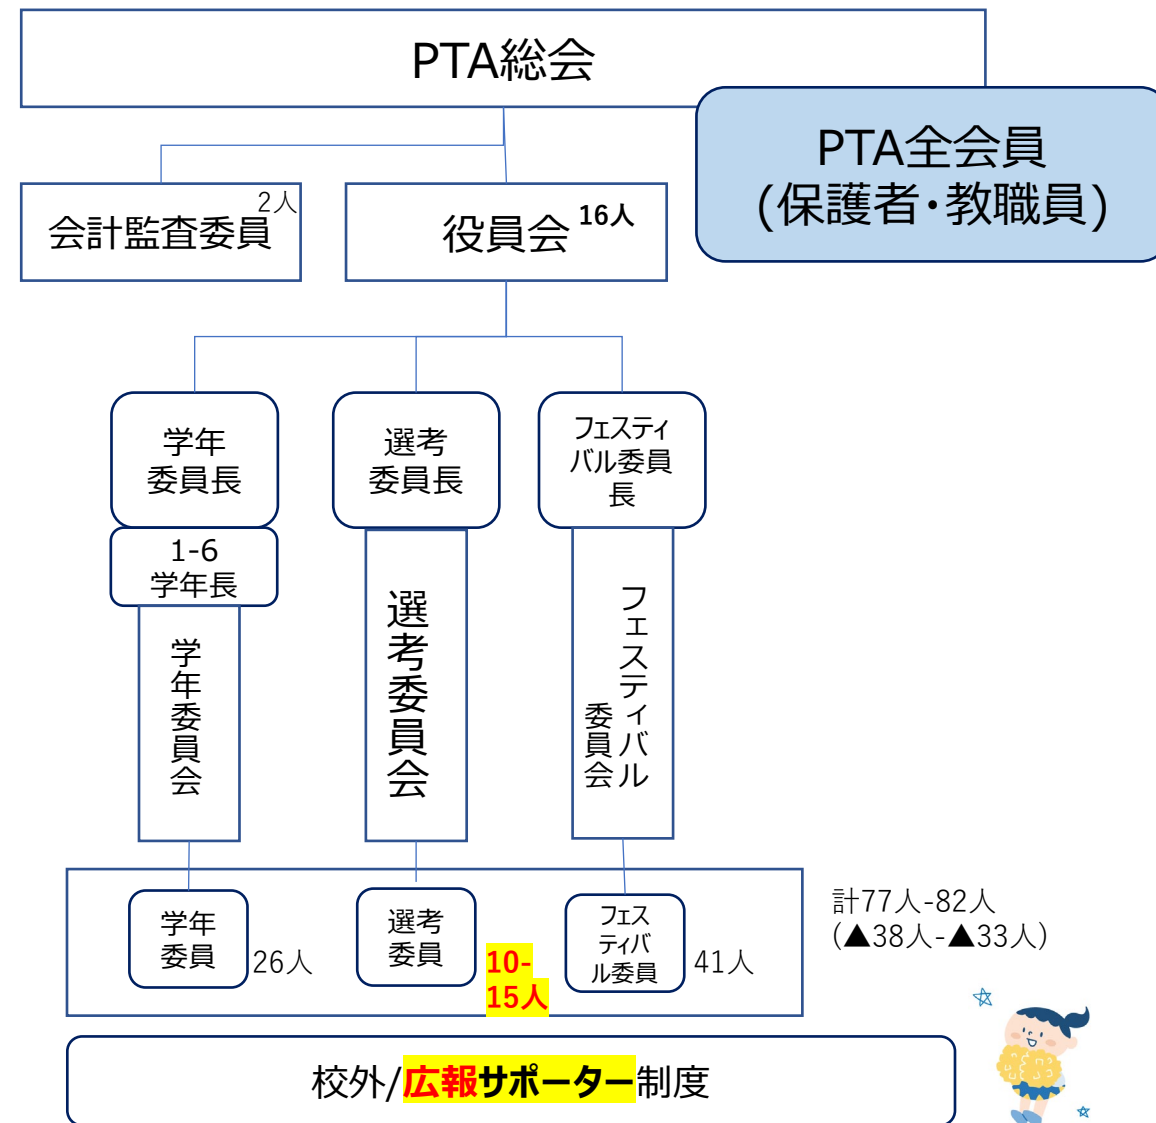 PTA総会
PTA全会員
(保護者・教職員)
会計監査委員
2人
役員会
16人
学年
委員長
選考
委員長
フェスティ
バル委員
長
1-6
学年長
学年委員会
選考委員会
フェスティバル
委員会
学年
委員
26人
選考
委員
10-
15人
フェス
ティバ
ル委員
41人
計77人-82人
(▲38人-▲33人)
校外/広報サポーター制度